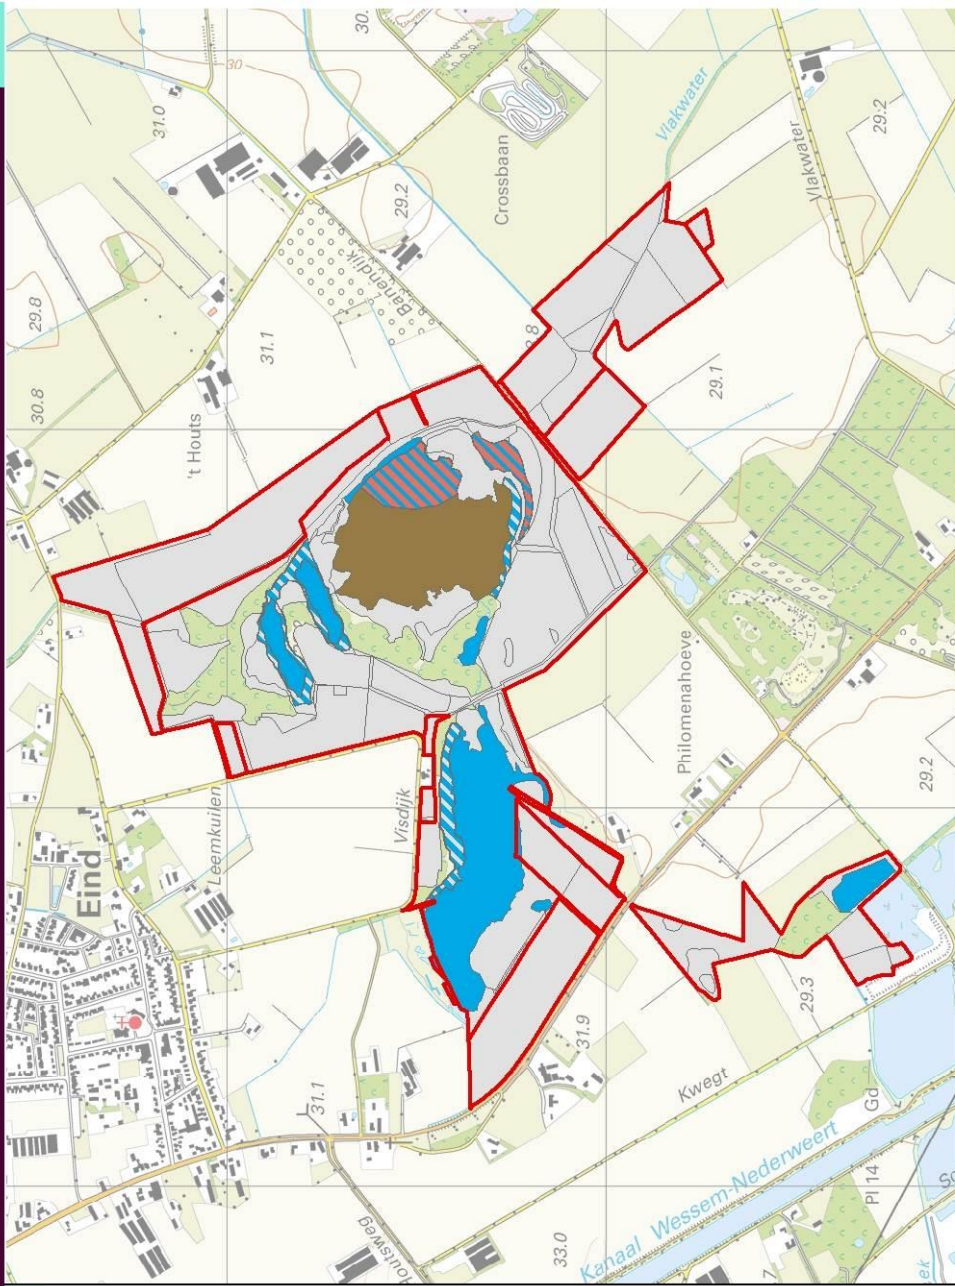 30.
30
31.0
Vlakwater
29.2
Crossbaan
29.2
Vlakwater
Banendijk
29.8
31.1
30.8
't Houts
29.1
Philomenahoeve
Leemkuilen
Visdijk
29.2
Eind
29.3
31.9
31.1
Kwegt
Gd
Pl 14
Houtsweg
33.0
Kanaal Wessem-Nederweert